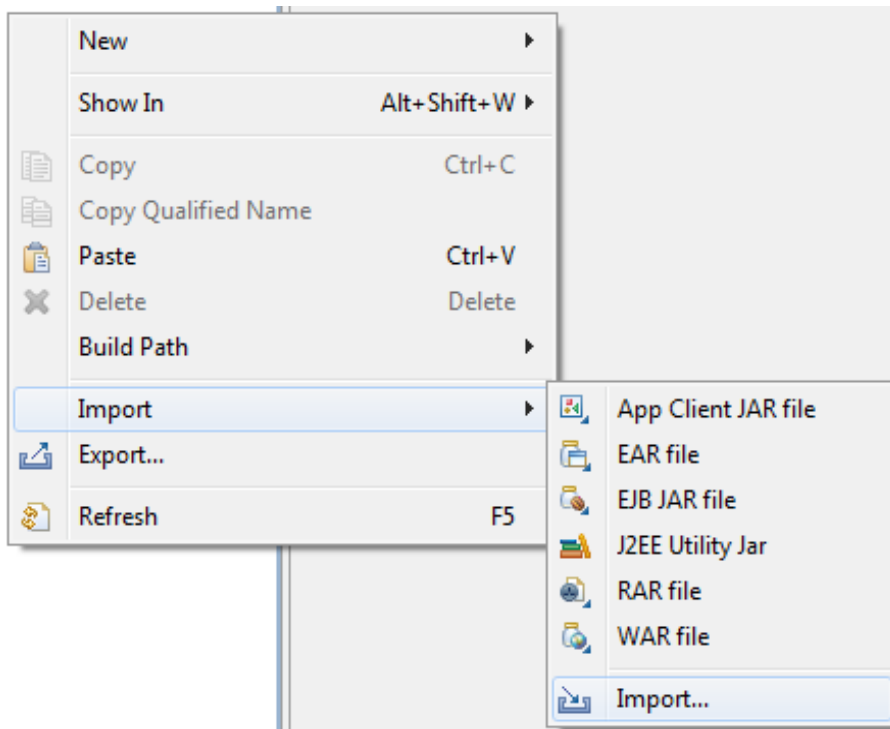 New
Show In Alt+Shift+W
Copy Ctrl+C
Copy Qualified Name
Paste Ctrl+V
Delete Delete
Build Path
Import
Export...
Refresh F5
App Client JAR file
EAR file
EJB JAR file
J2EE Utility Jar
RAR file
WAR file
Import...